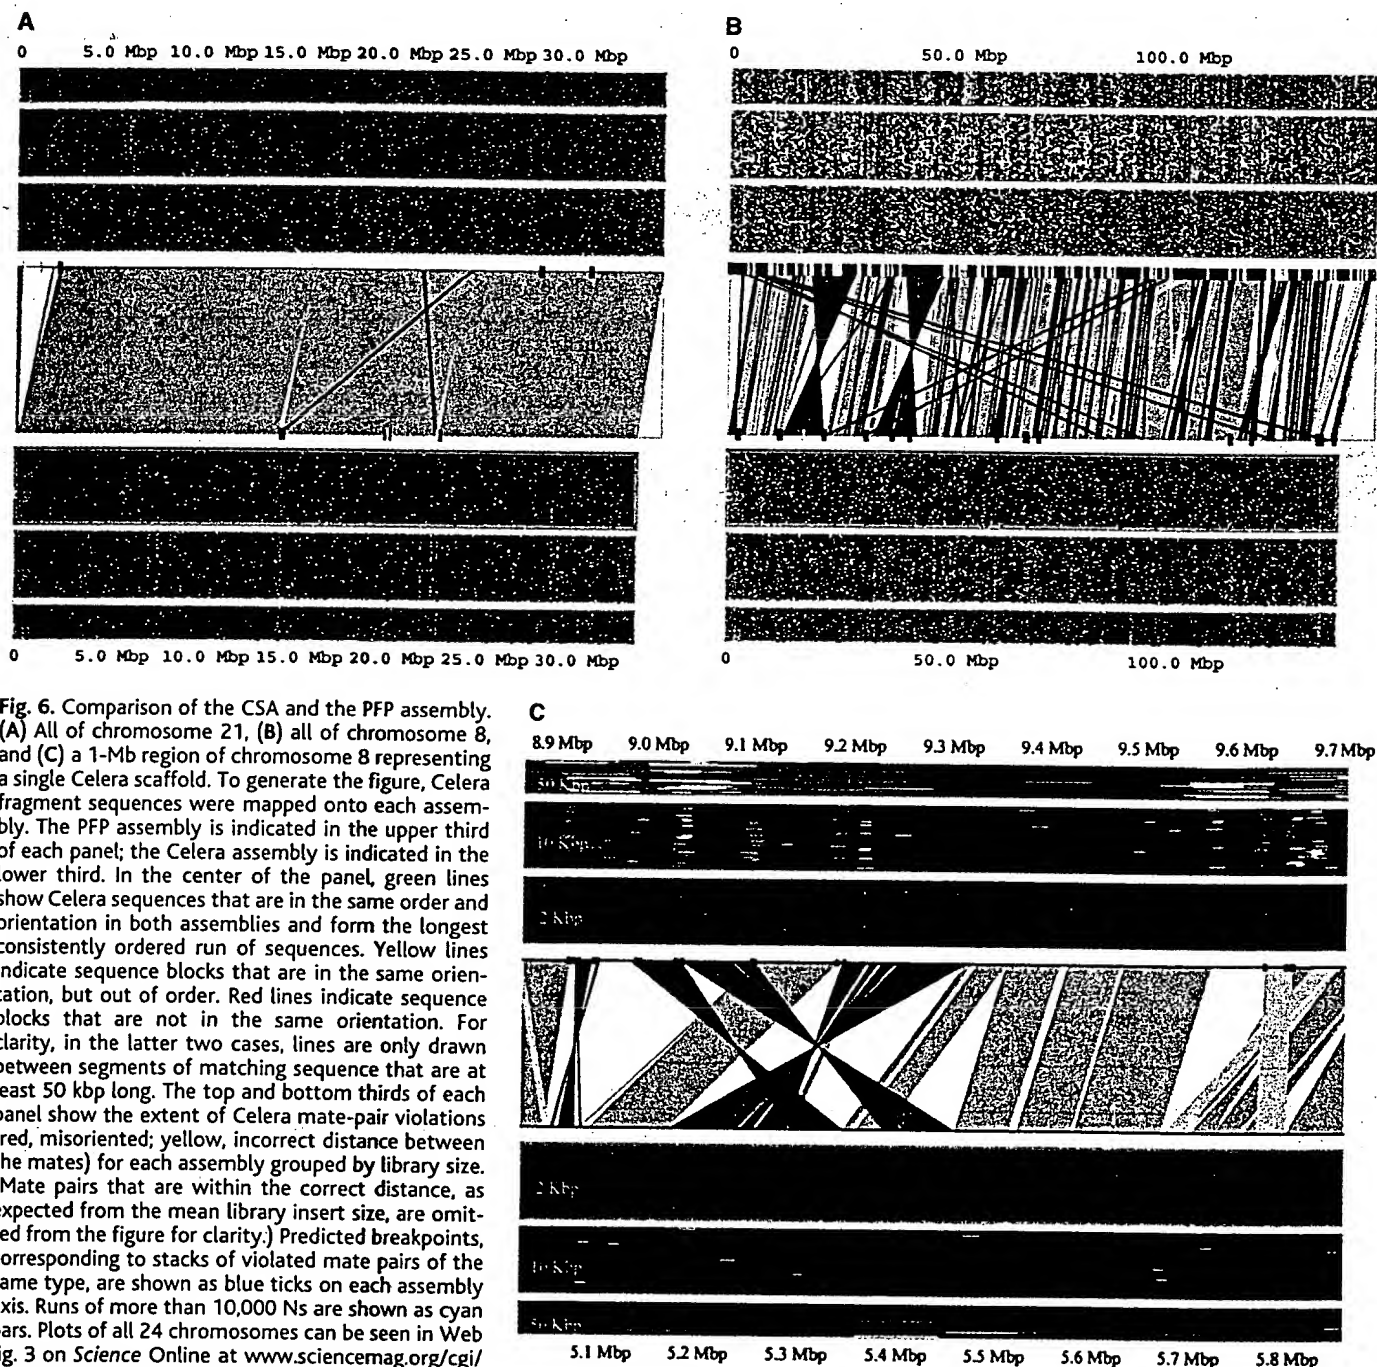 A
0 5.0 Mbp 10.0 Mbp 15.0 Mbp 20.0 Mbp 25.0 Mbp 30.0 Mbp
0 5.0 Mbp 10.0 Mbp 15.0 Mbp 20.0 Mbp 25.0 Mbp 30.0 Mbp
B
0 50.0 Mbp 100.0 Mbp
0 50.0 Mbp 100.0 Mbp
Fig. 6. Comparison of the CSA and the PFP assembly.
(A) All of chromosome 21, (B) all of chromosome 8,
and (C) a 1-Mb region of chromosome 8 representing
a single Celera scaffold. To generate the figure, Celera
fragment sequences were mapped onto each assem-
bly. The PFP assembly is indicated in the upper third
of each panel; the Celera assembly is indicated in the
lower third. In the center of the panel, green lines
show Celera sequences that are in the same order and
orientation in both assemblies and form the longest
consistently ordered run of sequences. Yellow lines
indicate sequence blocks that are in the same orien-
tation, but out of order. Red lines indicate sequence
blocks that are not in the same orientation. For
clarity, in the latter two cases, lines are only drawn
between segments of matching sequence that are at
least 50 kbp long. The top and bottom thirds of each
panel show the extent of Celera mate-pair violations
(red, misoriented; yellow, incorrect distance between
the mates) for each assembly grouped by library size.
(Mate pairs that are within the correct distance, as
expected from the mean library insert size, are omit-
ted from the figure for clarity.) Predicted breakpoints,
corresponding to stacks of violated mate pairs of the
same type, are shown as blue ticks on each assembly
axis. Runs of more than 10,000 Ns are shown as cyan
bars. Plots of all 24 chromosomes can be seen in Web
fig. 3 on Science Online at www.sciencemag.org/cgi/
C
8.9 Mbp 9.0 Mbp 9.1 Mbp 9.2 Mbp 9.3 Mbp 9.4 Mbp 9.5 Mbp 9.6 Mbp 9.7 Mbp
50 Kbp
10 Kbp
2 Kbp
2 Kbp
10 Kbp
50 Kbp
5.1 Mbp 5.2 Mbp 5.3 Mbp 5.4 Mbp 5.5 Mbp 5.6 Mbp 5.7 Mbp 5.8 Mbp